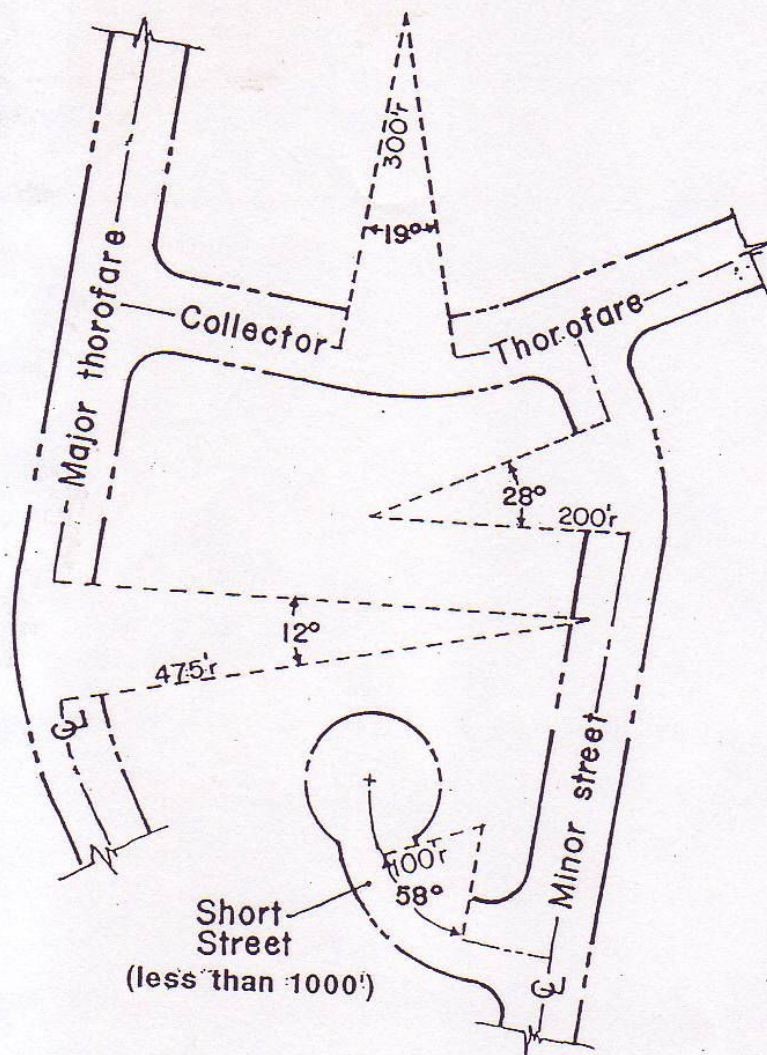 300'r
19°
Major thorofare
Collector
Thorofare
28°
200'r
12°
475'r
100'r
58°
Minor street
Short
Street
(less than 1000')
℄
℄